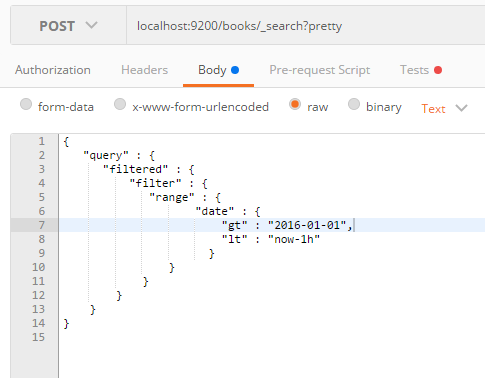 POST localhost:9200/books/_search?pretty
Authorization Headers Body Pre-request Script Tests
form-data x-www-form-urlencoded raw binary Text
1 {
2 "query" : {
3 "filtered" : {
4 "filter" : {
5 "range" : {
6 "date" : {
7 "gt" : "2016-01-01",
8 "lt" : "now-1h"
9 }
10 }
11 }
12 }
13 }
14 }
15